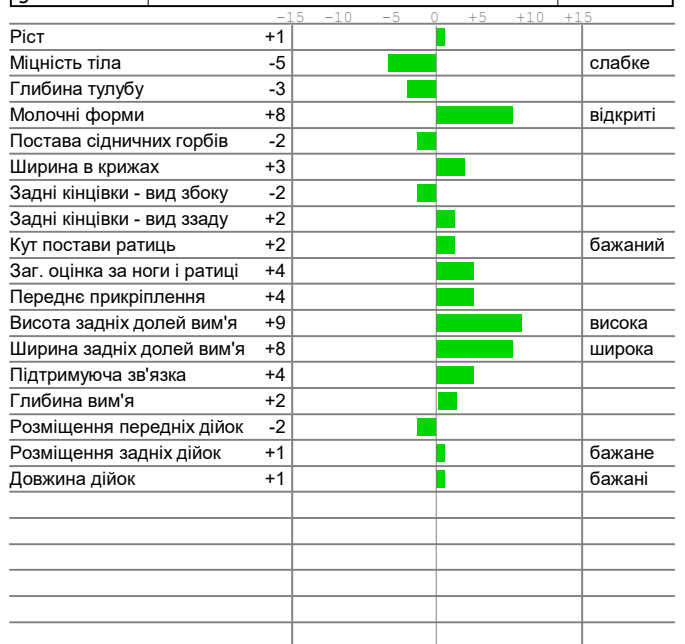 -15 -10 -5 0 +5 +10 +15
Ріст +1
Міцність тіла -5 слабке
Глибина тулубу -3
Молочні форми +8 відкриті
Постава сідничних горбів -2
Ширина в крижах +3
Задні кінцівки - вид збоку -2
Задні кінцівки - вид ззаду +2
Кут постави ратиць +2 бажаний
Заг. оцінка за ноги і ратиці +4
Переднє прикріплення +4
Висота задніх долей вим'я +9 висока
Ширина задніх долей вим'я +8 широка
Підтримуюча зв'язка +4
Глибина вим'я +2
Розміщення передніх дійок -2
Розміщення задніх дійок +1 бажане
Довжина дійок +1 бажані